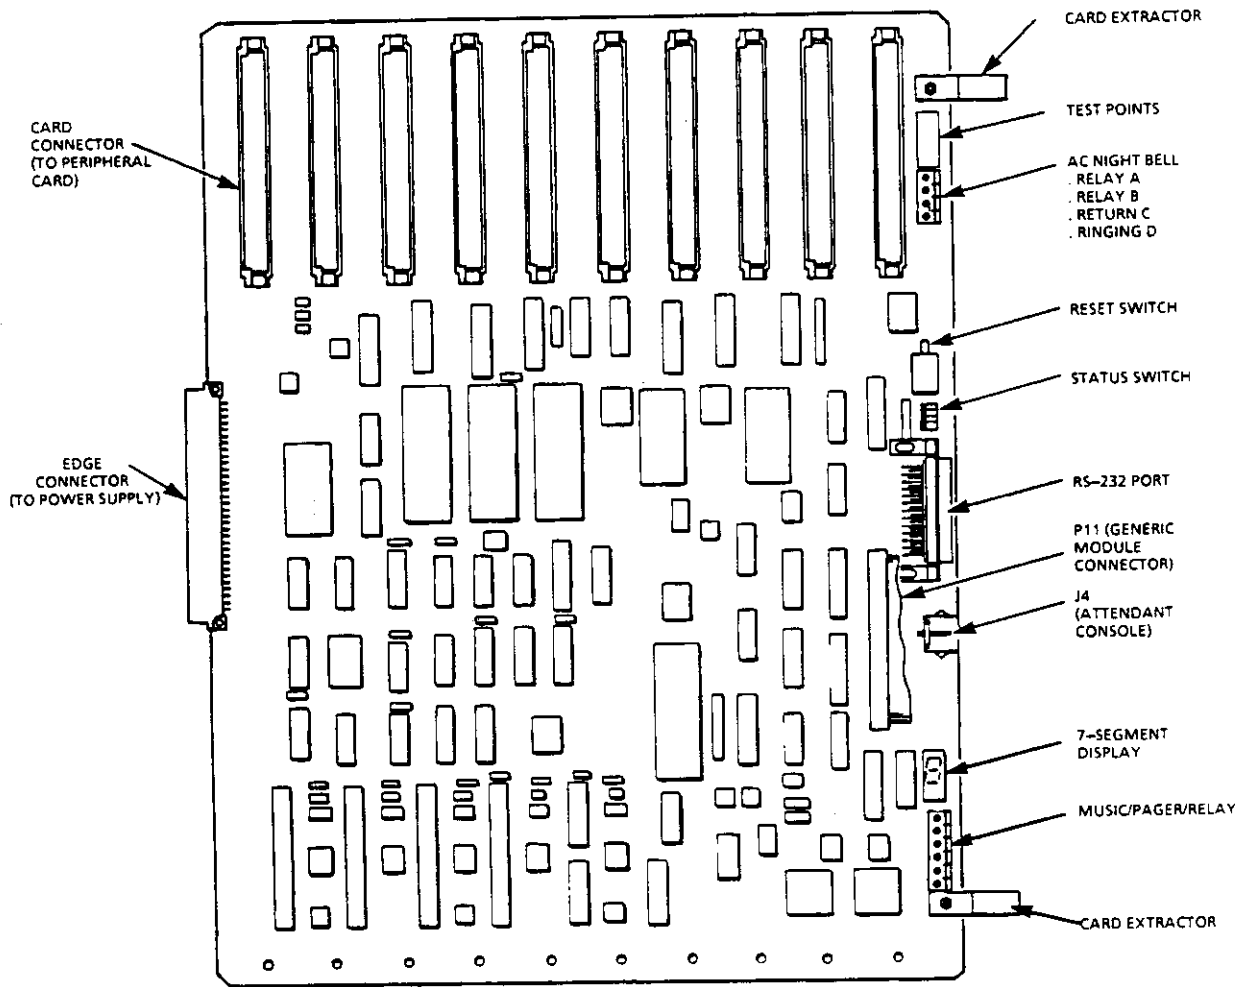 CARD EXTRACTOR
TEST POINTS
CARD
CONNECTOR
(TO PERIPHERAL
CARD)
AC NIGHT BELL
. RELAY A
. RELAY B
. RETURN C
. RINGING D
RESET SWITCH
STATUS SWITCH
EDGE
CONNECTOR
(TO POWER SUPPLY)
RS-232 PORT
P11 (GENERIC
MODULE
CONNECTOR)
J4
(ATTENDANT
CONSOLE)
7-SEGMENT
DISPLAY
MUSIC/PAGER/RELAY
CARD EXTRACTOR